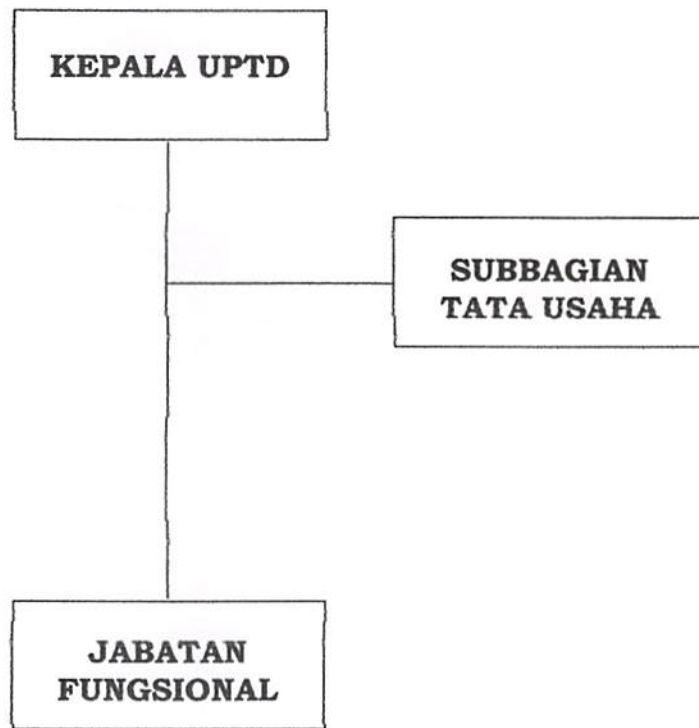 KEPALA UPTD
SUBBAGIAN
TATA USAHA
JABATAN
FUNGSIONAL